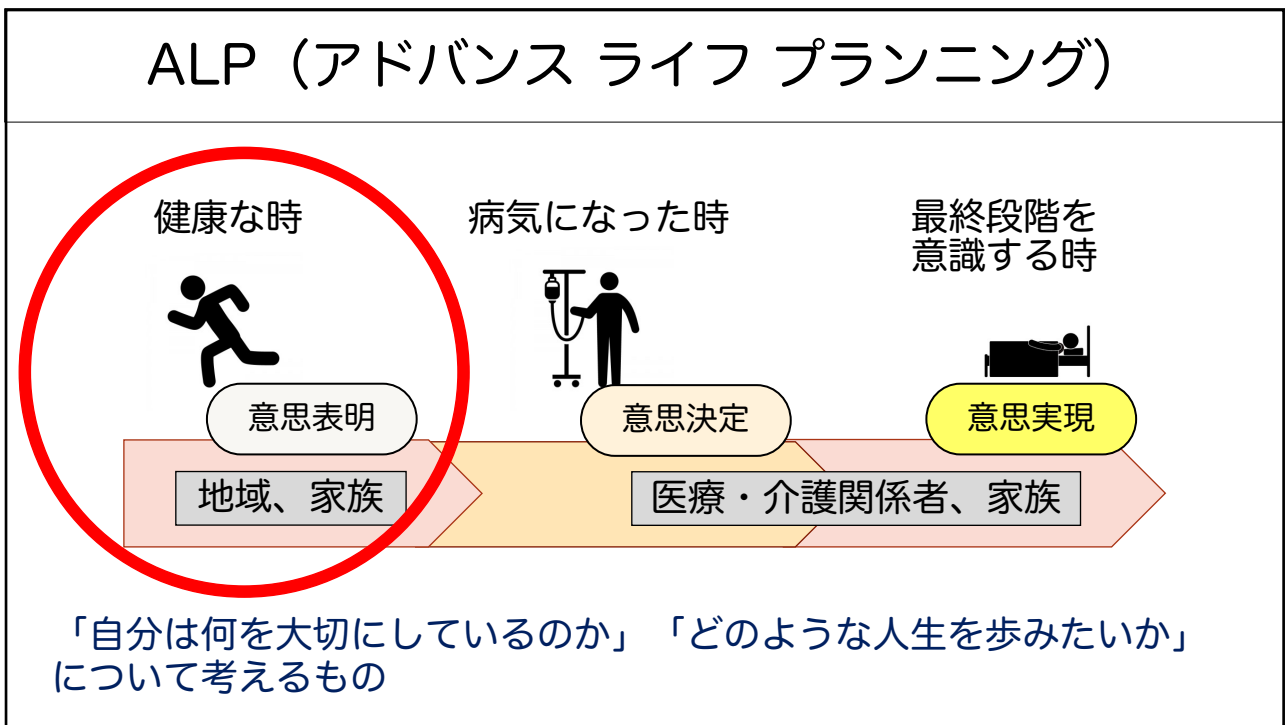 ALP（アドバンス ライフ プランニング）
健康な時
病気になった時
最終段階を
意識する時
意思表明
意思決定
意思実現
地域、家族
医療・介護関係者、家族
「自分は何を大切にしているのか」「どのような人生を歩みたいか」
について考えるもの